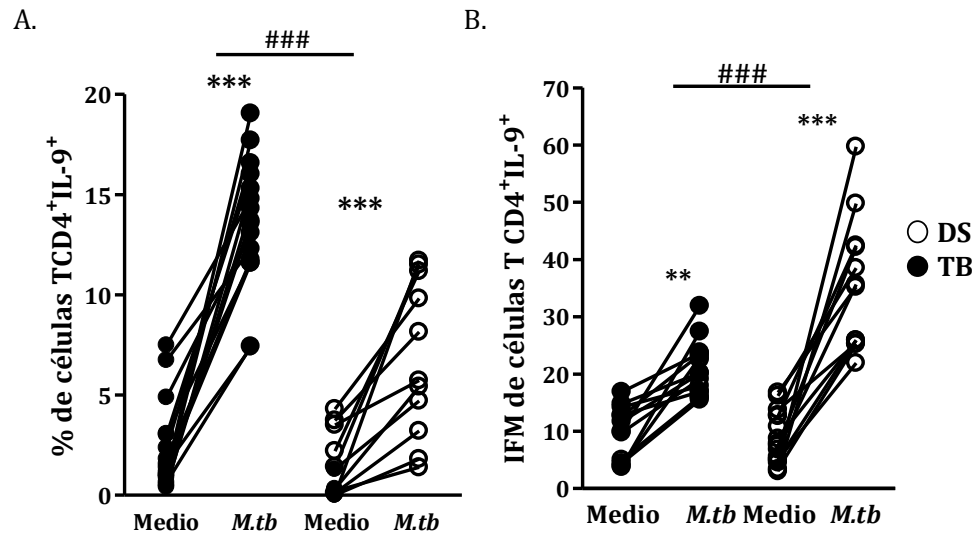 A.
###
***
***
20
15
10
5
0
% de células TCD4⁺IL-9⁺
Medio M.tb Medio M.tb
B.
###
***
**
70
60
50
40
30
20
10
0
IFM de células T CD4⁺IL-9⁺
Medio M.tb Medio M.tb
DS
TB